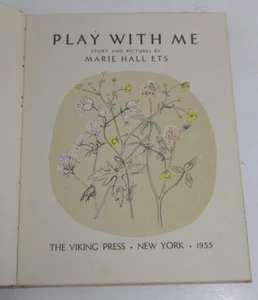 PLAY WITH ME
STORY AND PICTURES BY
MARIE HALL ETS
THE VIKING PRESS • NEW YORK • 1955